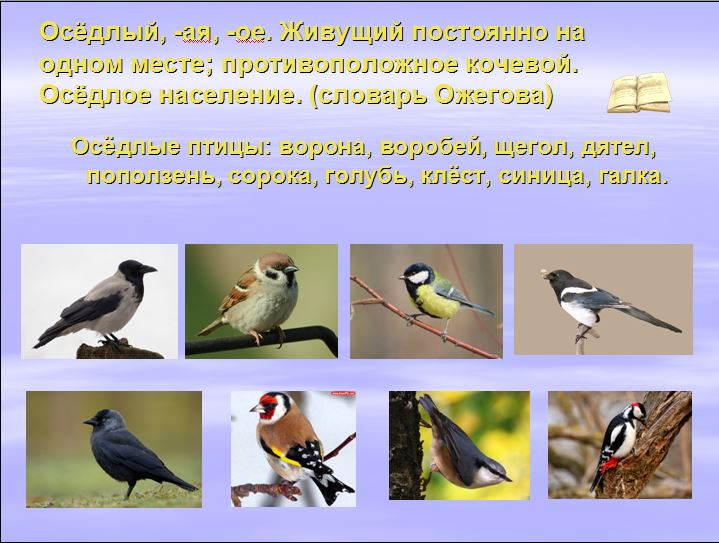 Осёдлый, -ая, -ое. Живущий постоянно на
одном месте; противоположное кочевой.
Осёдлое население. (словарь Ожегова)
Осёдлые птицы: ворона, воробей, щегол, дятел,
поползень, сорока, голубь, клёст, синица, галка.